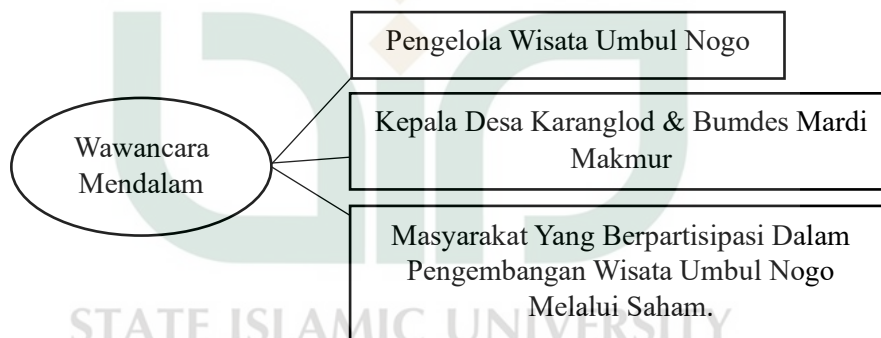 Wawancara
Mendalam
Pengelola Wisata Umbul Nogo
Kepala Desa Karanglod & Bumdes Mardi
Makmur
Masyarakat Yang Berpartisipasi Dalam
Pengembangan Wisata Umbul Nogo
Melalui Saham.
STATE ISLAMIC UNIVERSITY